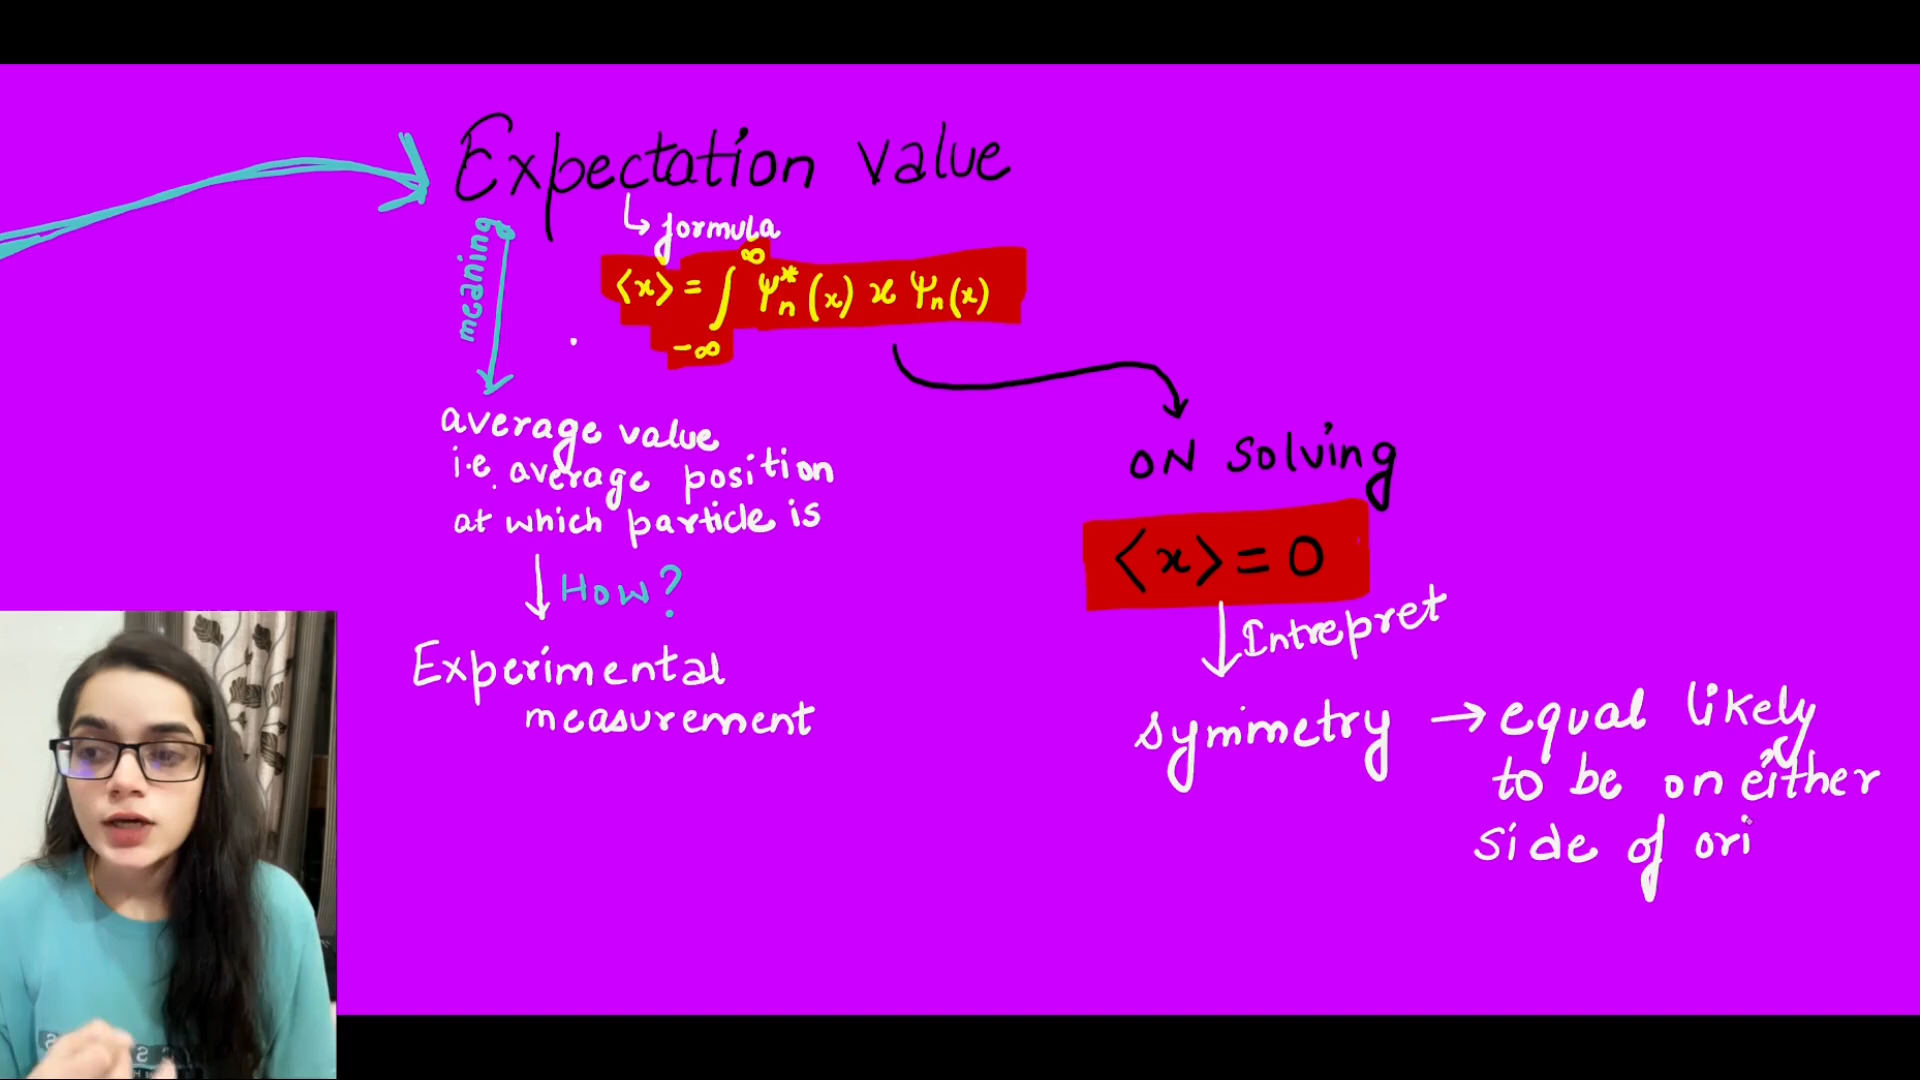 Expectation value
formula
meaning
⟨x⟩ = ∫ ψn*(x) x ψn(x)
∞
-∞
average value
i.e. average position
at which particle is
How?
Experimental
measurement
ON Solving
⟨x⟩ = 0
Intrepret
symmetry → equal likely
to be on either
side of ori